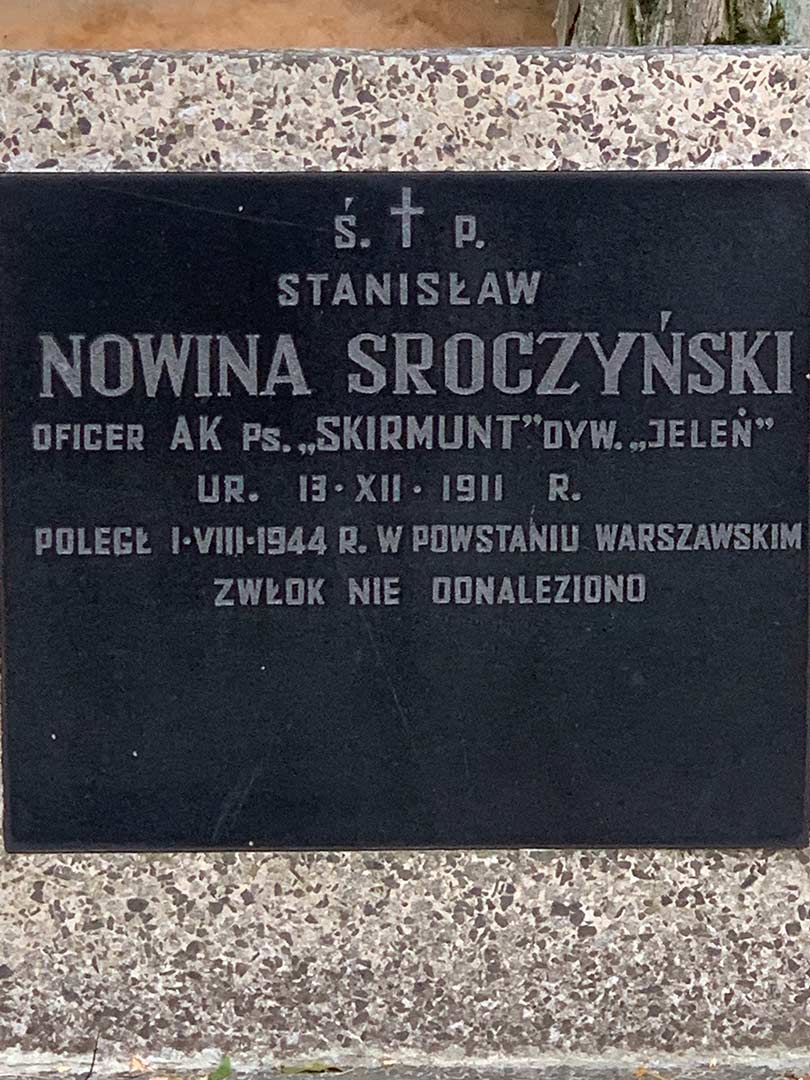 Ś. † P.
STANISŁAW
NOWINA SROCZYŃSKI
OFICER AK Ps. „SKIRMUNT” DYW. „JELEŃ”
UR. 13·XII·1911 R.
POLEGŁ 1·VIII·1944 R. W POWSTANIU WARSZAWSKIM
ZWŁOK NIE ODNALEZIONO